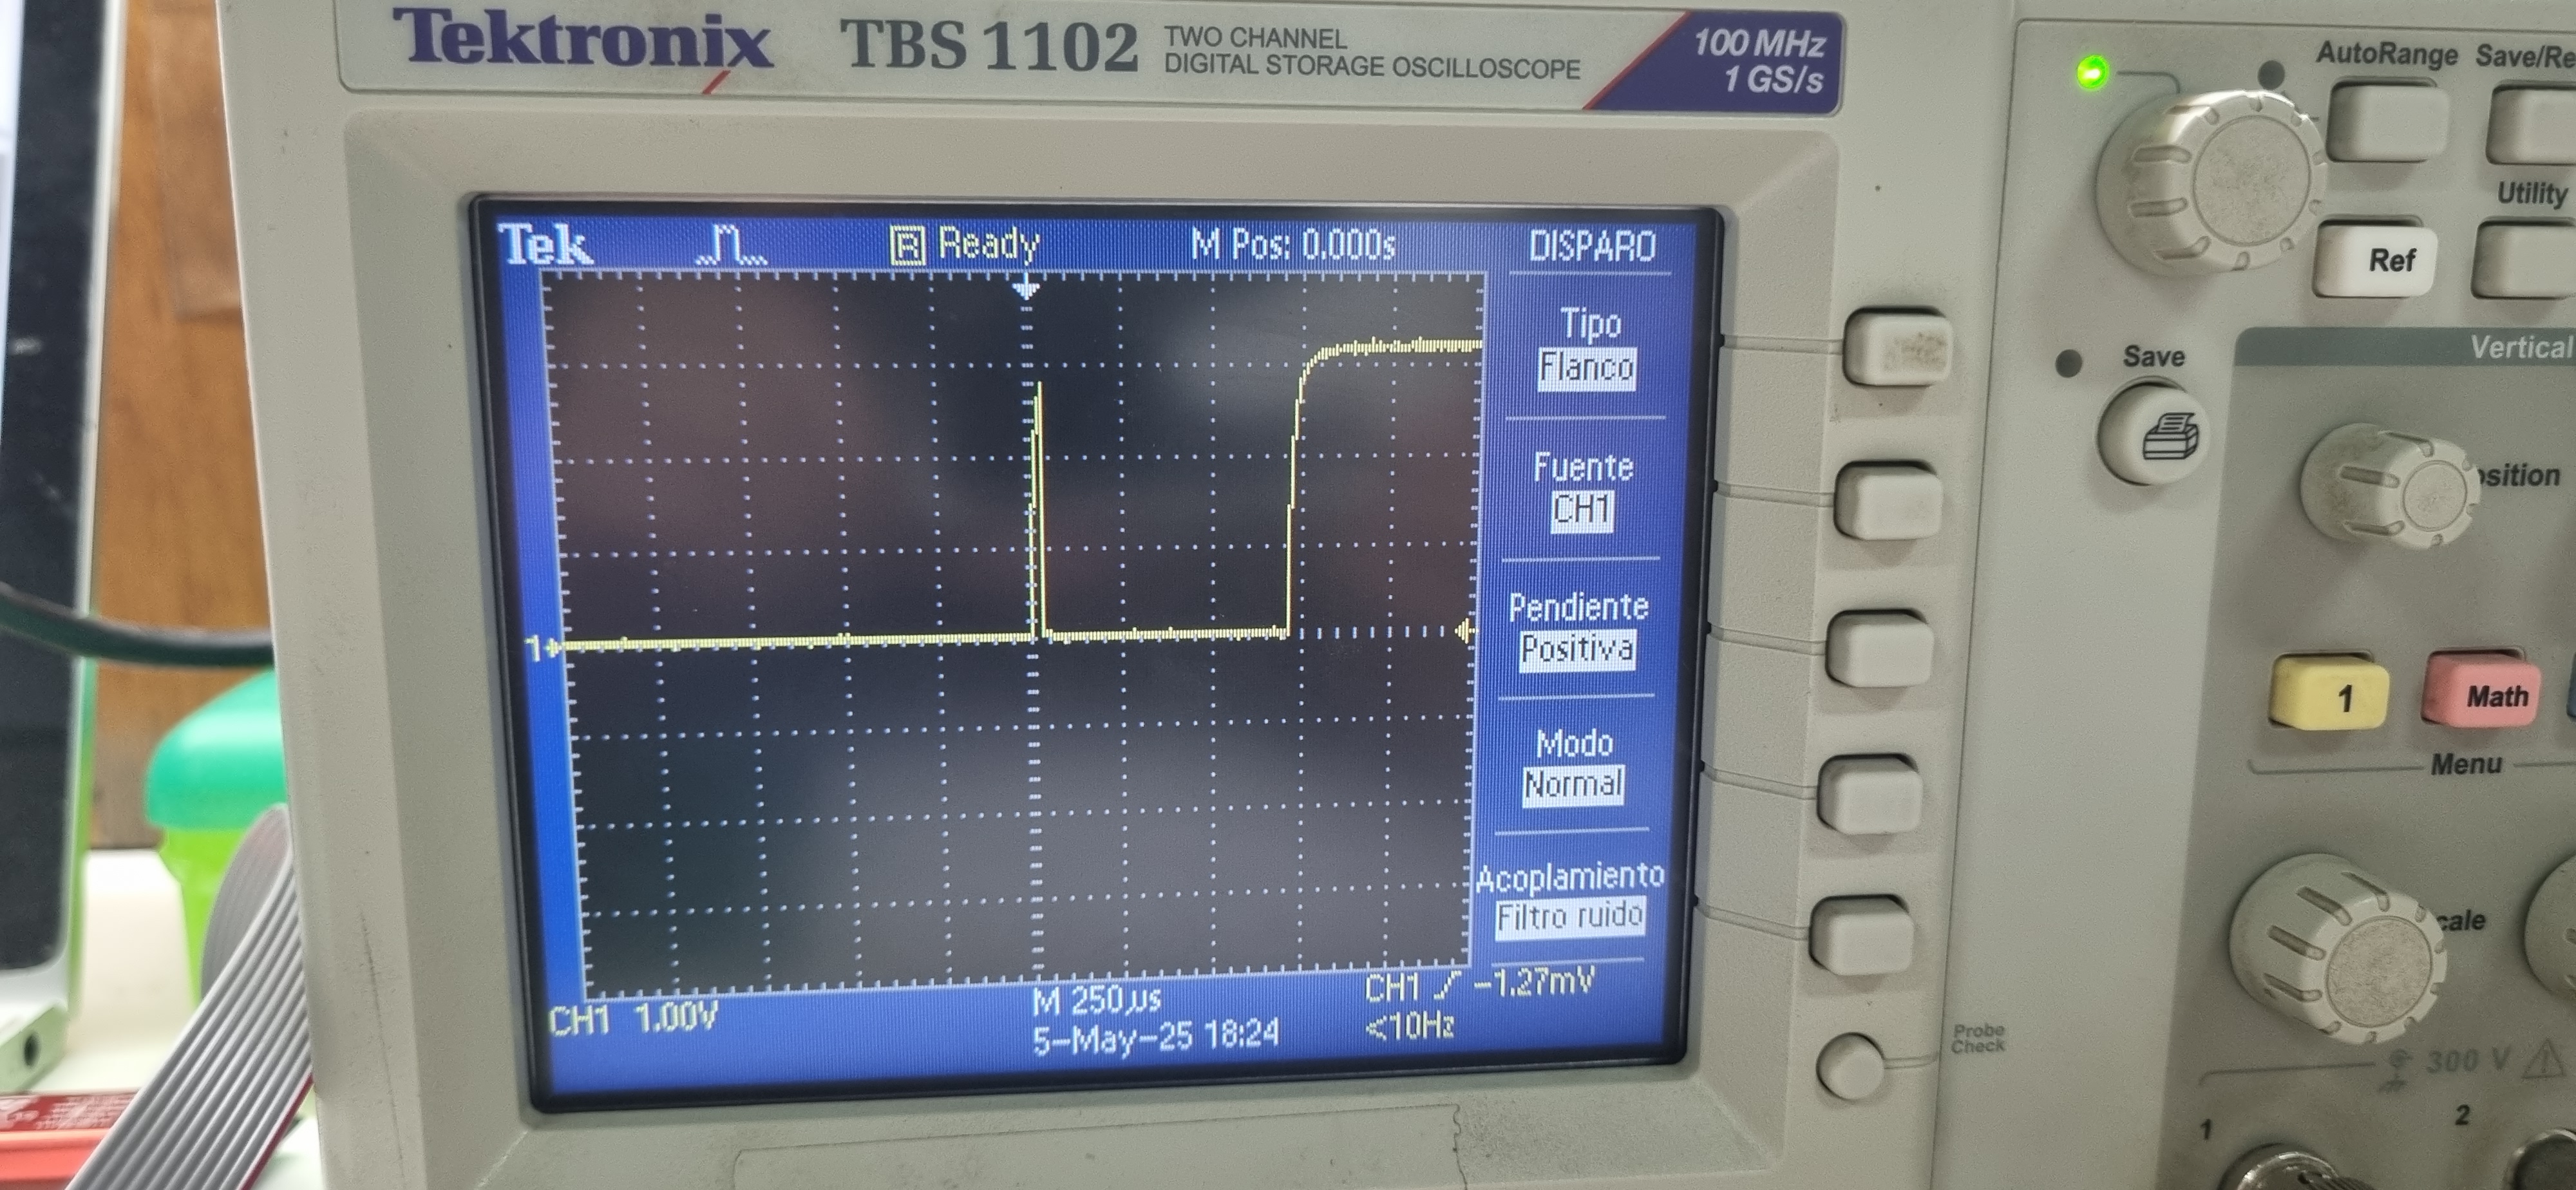 Tektronix TBS 1102 TWO CHANNEL
DIGITAL STORAGE OSCILLOSCOPE
100 MHz
1 GS/s
AutoRange Save/Re
Utility
Ref
Save
Vertical
osition
1
Math
Menu
cale
Probe
Check
300 V
1
2
Tek R Ready M Pos: 0.000s DISPARO
Tipo
Flanco
Fuente
CH1
Pendiente
Positiva
Modo
Normal
Acoplamiento
Filtro ruido
1
CH1 1.00V M 250µs CH1 -1.27mV
5-May-25 18:24 <10Hz